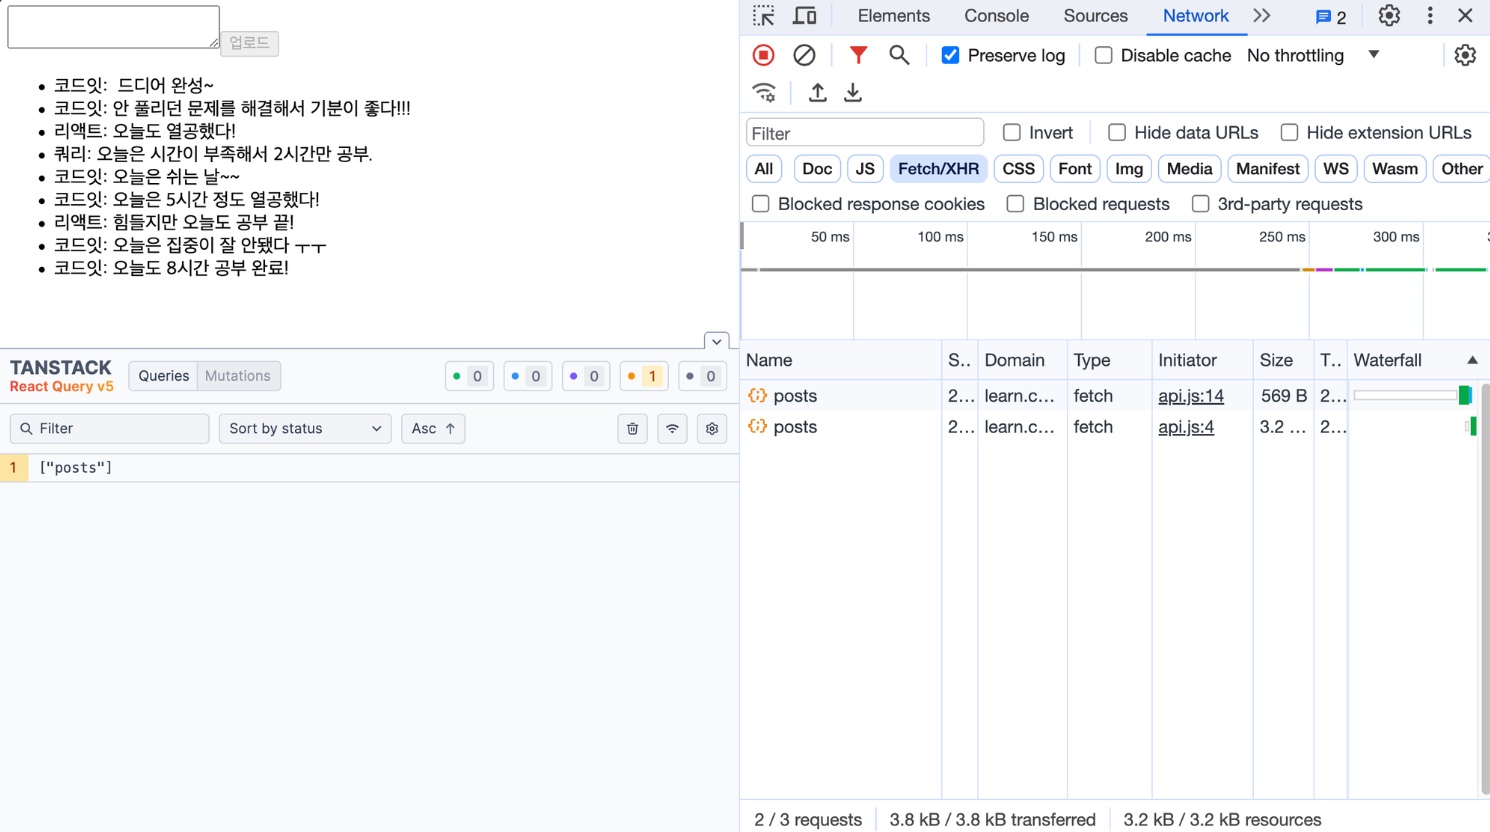 업로드
코드잇: 드디어 완성~
코드잇: 안 풀리던 문제를 해결해서 기분이 좋다!!!
리액트: 오늘도 열공했다!
쿼리: 오늘은 시간이 부족해서 2시간만 공부.
코드잇: 오늘은 쉬는 날~~
코드잇: 오늘은 5시간 정도 열공했다!
리액트: 힘들지만 오늘도 공부 끝!
코드잇: 오늘은 집중이 잘 안됐다 ㅜㅜ
코드잇: 오늘도 8시간 공부 완료!
TANSTACK
React Query v5
Queries Mutations
0 0 0 1 0
Filter Sort by status Asc ↑
1 ["posts"]
Elements Console Sources Network 2
Preserve log Disable cache No throttling
Filter Invert Hide data URLs Hide extension URLs
All Doc JS Fetch/XHR CSS Font Img Media Manifest WS Wasm Other
Blocked response cookies Blocked requests 3rd-party requests
50 ms 100 ms 150 ms 200 ms 250 ms 300 ms
Name S.. Domain Type Initiator Size T.. Waterfall
posts 2... learn.c... fetch api.js:14 569 B 2...
posts 2... learn.c... fetch api.js:4 3.2 ... 2...
2 / 3 requests 3.8 kB / 3.8 kB transferred 3.2 kB / 3.2 kB resources